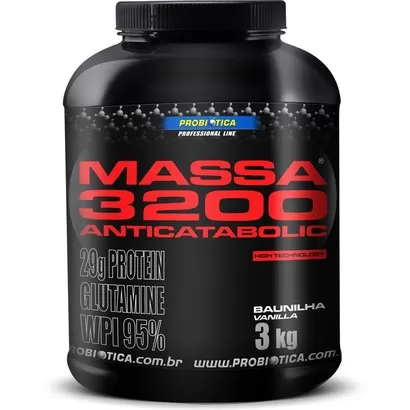 PROBIÓTICA
PROFESSIONAL LINE
MASSA®
3200
ANTICATABOLIC
HIGH TECHNOLOGY
29g PROTEIN
GLUTAMINE
WPI 95%
BAUNILHA
VANILLA
3 kg
PROBIOTICA.com.br www.PROBIOTICA.com